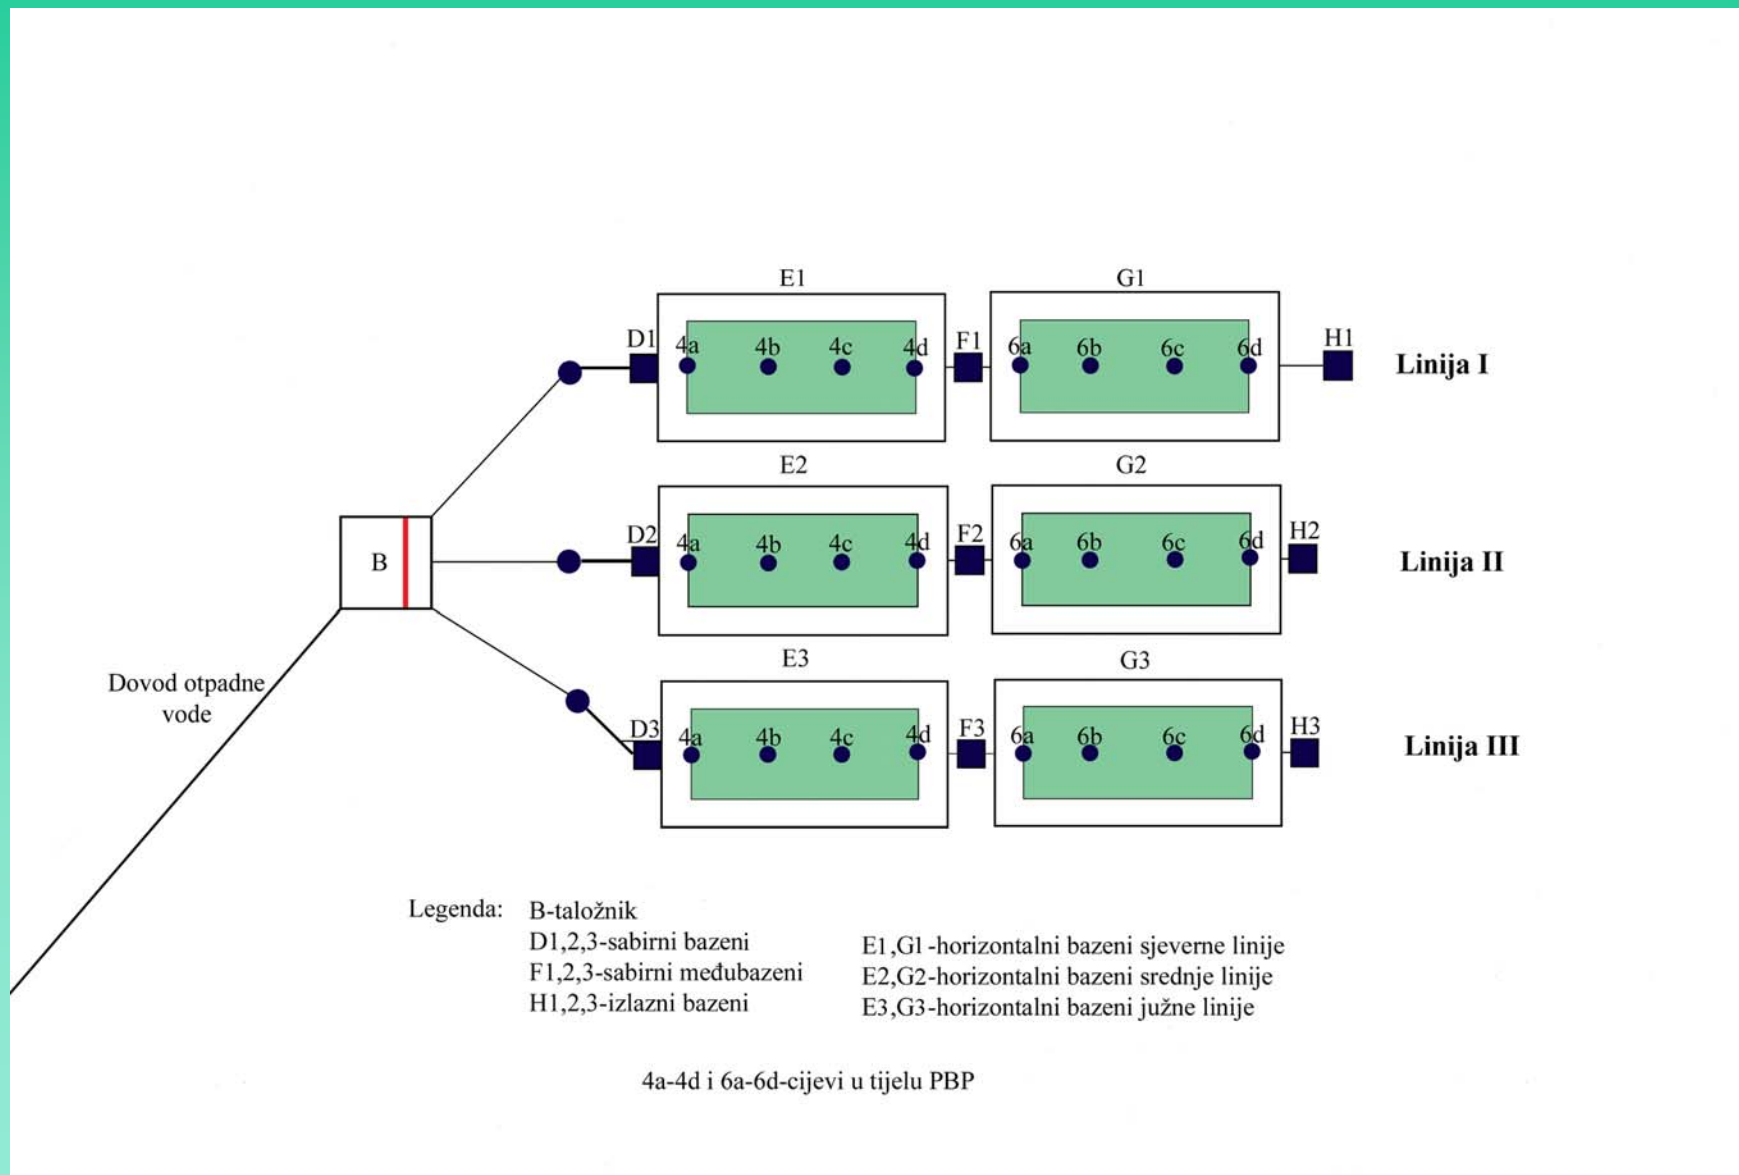 E1 G1
D1 4a 4b 4c 4d F1 6a 6b 6c 6d H1
Linija I
E2 G2
D2 4a 4b 4c 4d F2 6a 6b 6c 6d H2
B
Linija II
E3 G3
Dovod otpadne
vode
D3 4a 4b 4c 4d F3 6a 6b 6c 6d H3
Linija III
Legenda: B-taložnik
D1,2,3-sabirni bazeni
F1,2,3-sabirni međubazeni
H1,2,3-izlazni bazeni
E1,G1-horizontalni bazeni sjeverne linije
E2,G2-horizontalni bazeni srednje linije
E3,G3-horizontalni bazeni južne linije
4a-4d i 6a-6d-cijevi u tijelu PBP